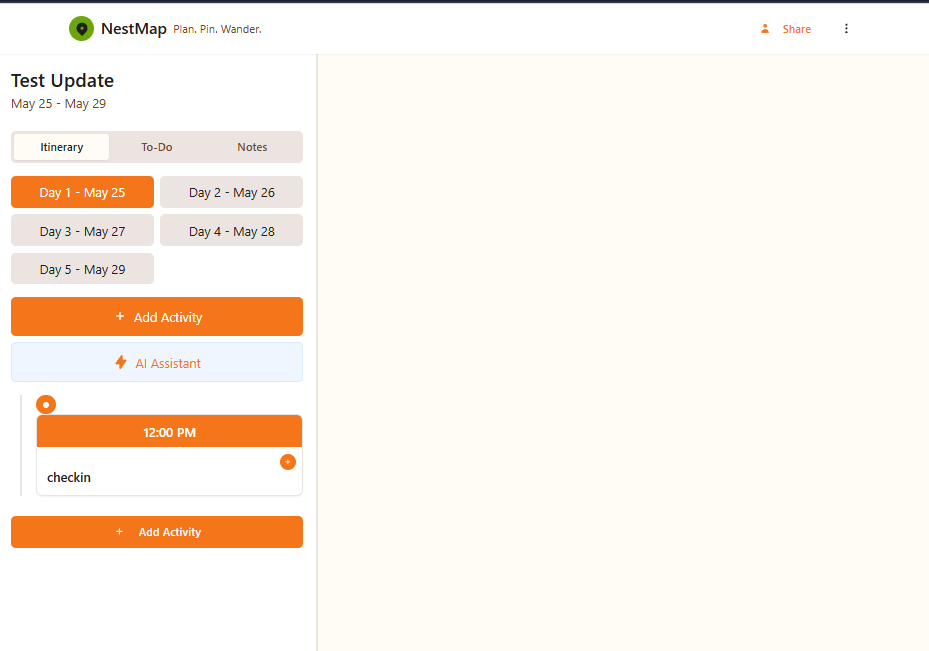 NestMap Plan. Pin. Wander.
Share
Test Update
May 25 - May 29
Itinerary To-Do Notes
Day 1 - May 25 Day 2 - May 26
Day 3 - May 27 Day 4 - May 28
Day 5 - May 29
+ Add Activity
AI Assistant
12:00 PM
+
checkin
+ Add Activity